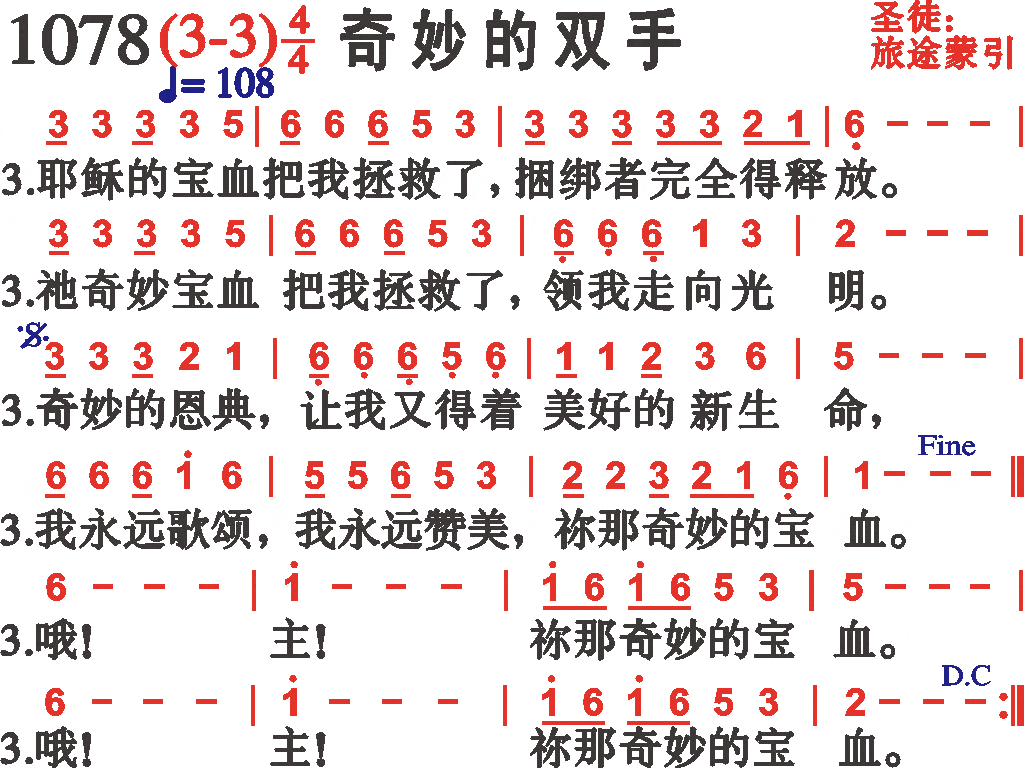 1078 (3-3) 4/4 奇妙的双手 圣徒:
♩= 108 旅途蒙引
3 3 3 3 5 | 6 6 6 5 3 | 3 3 3 3 3 2 1 | 6 – – – |
3.耶稣的宝血把我拯救了,捆绑者完全得释放。
3 3 3 3 5 | 6 6 6 5 3 | 6 6 6 1 3 | 2 – – – |
3.祂奇妙宝血 把我拯救了,领我走向光 明。
3 3 3 2 1 | 6 6 6 5 6 | 1 1 2 3 6 | 5 – – – |
3.奇妙的恩典,让我又得着 美好的新生 命,
Fine
6 6 6 1 6 | 5 5 6 5 3 | 2 2 3 2 1 6 | 1 – – –
3.我永远歌颂,我永远赞美,祢那奇妙的宝 血。
6 – – – | 1 – – – | 1 6 1 6 5 3 | 5 – – – |
3.哦! 主! 祢那奇妙的宝 血。
D.C
6 – – – | 1 – – – | 1 6 1 6 5 3 | 2 – – – :
3.哦! 主! 祢那奇妙的宝 血。